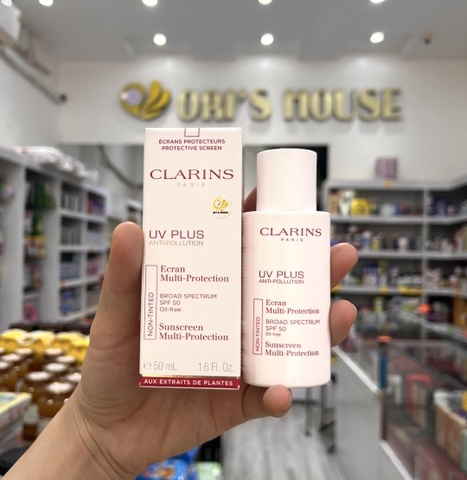 URI'S HOUSE
ÉCRANS PROTECTEURS
PROTECTIVE SCREEN
CLARINS
PARIS
UV PLUS
ANTI-POLLUTION
Ecran
Multi-Protection
NON-TINTED
BROAD SPECTRUM
SPF 50
Oil-free
Sunscreen
Multi-Protection
e 50 mL 1.6 Fl. Oz.
AUX EXTRAITS DE PLANTES
CLARINS
PARIS
UV PLUS
ANTI-POLLUTION
Ecran
Multi-Protection
NON-TINTED
BROAD SPECTRUM
SPF 50
Oil-free
Sunscreen
Multi-Protection